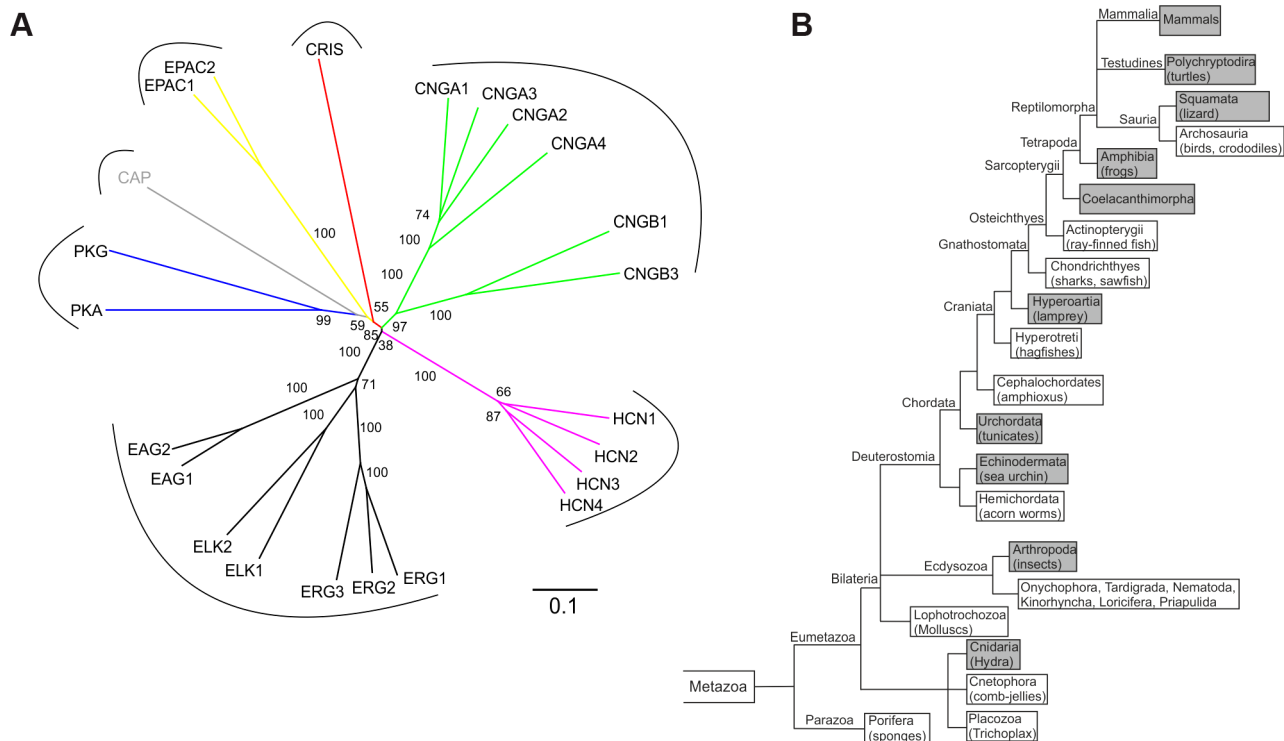 A
CRIS
EPAC2
EPAC1
CAP
PKG
PKA
CNGA1
CNGA3
CNGA2
CNGA4
CNGB1
CNGB3
74
100
100
100
100
97
55
59
85
38
99
100
100
66
87
HCN1
HCN2
HCN3
HCN4
71
100
100
100
100
EAG2
EAG1
ELK2
ELK1
ERG3
ERG2
ERG1
0.1
B
Mammalia
Mammals
Testudines
Polychryptodira
(turtles)
Reptilomorpha
Squamata
(lizard)
Sauria
Archosauria
(birds, crododiles)
Tetrapoda
Amphibia
(frogs)
Sarcopterygii
Coelacanthimorpha
Osteichthyes
Actinopterygii
(ray-finned fish)
Gnathostomata
Chondrichthyes
(sharks, sawfish)
Craniata
Hyperoartia
(lamprey)
Hyperotreti
(hagfishes)
Cephalochordates
(amphioxus)
Chordata
Urchordata
(tunicates)
Deuterostomia
Echinodermata
(sea urchin)
Hemichordata
(acorn worms)
Arthropoda
(insects)
Ecdysozoa
Onychophora, Tardigrada, Nematoda,
Kinorhyncha, Loricifera, Priapulida
Bilateria
Lophotrochozoa
(Molluscs)
Eumetazoa
Cnidaria
(Hydra)
Cnetophora
(comb-jellies)
Metazoa
Parazoa
Porifera
(sponges)
Placozoa
(Trichoplax)